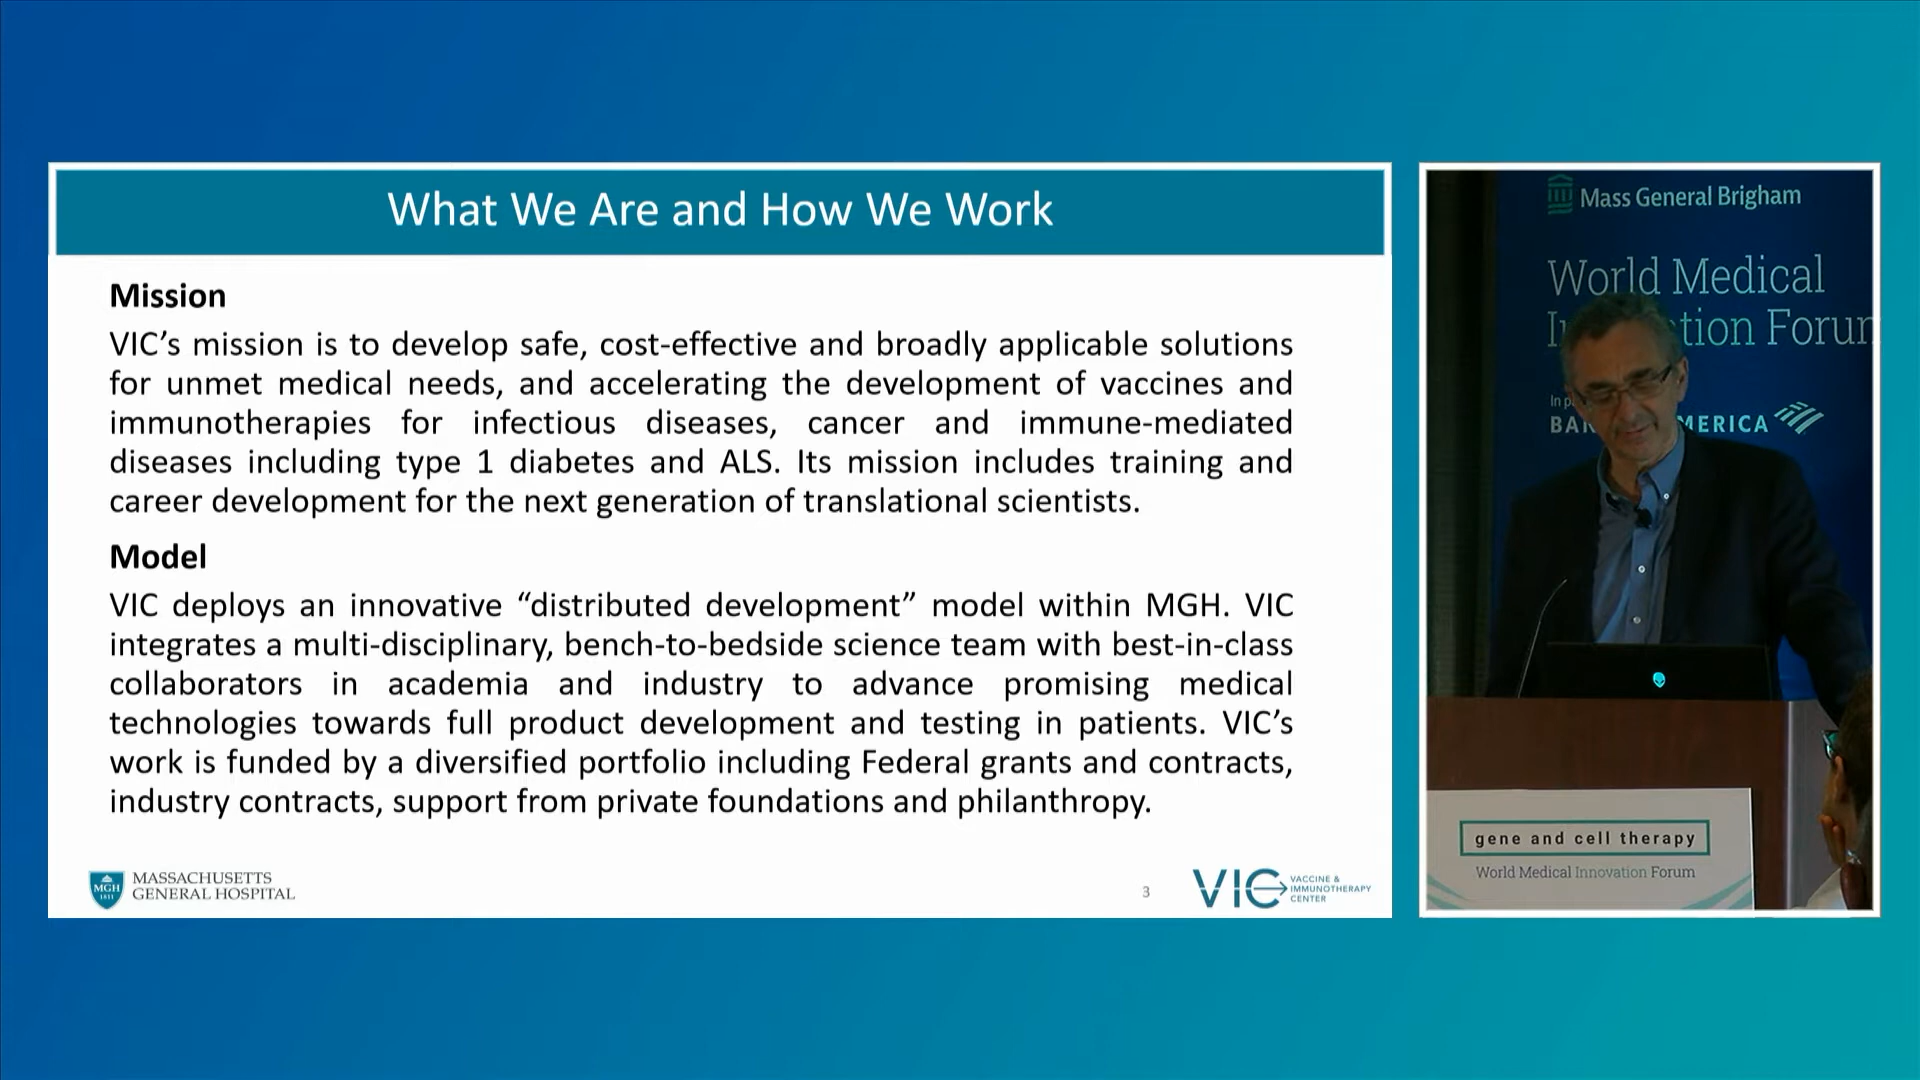 What We Are and How We Work
Mission
VIC’s mission is to develop safe, cost-effective and broadly applicable solutions
for unmet medical needs, and accelerating the development of vaccines and
immunotherapies for infectious diseases, cancer and immune-mediated
diseases including type 1 diabetes and ALS. Its mission includes training and
career development for the next generation of translational scientists.
Model
VIC deploys an innovative “distributed development” model within MGH. VIC
integrates a multi-disciplinary, bench-to-bedside science team with best-in-class
collaborators in academia and industry to advance promising medical
technologies towards full product development and testing in patients. VIC’s
work is funded by a diversified portfolio including Federal grants and contracts,
industry contracts, support from private foundations and philanthropy.
MGH
1811
MASSACHUSETTS
GENERAL HOSPITAL
3
VIC
VACCINE &
IMMUNOTHERAPY
CENTER
Mass General Brigham
World Medical
tion Forum
In p
BAN MERICA
gene and cell therapy
World Medical Innovation Forum